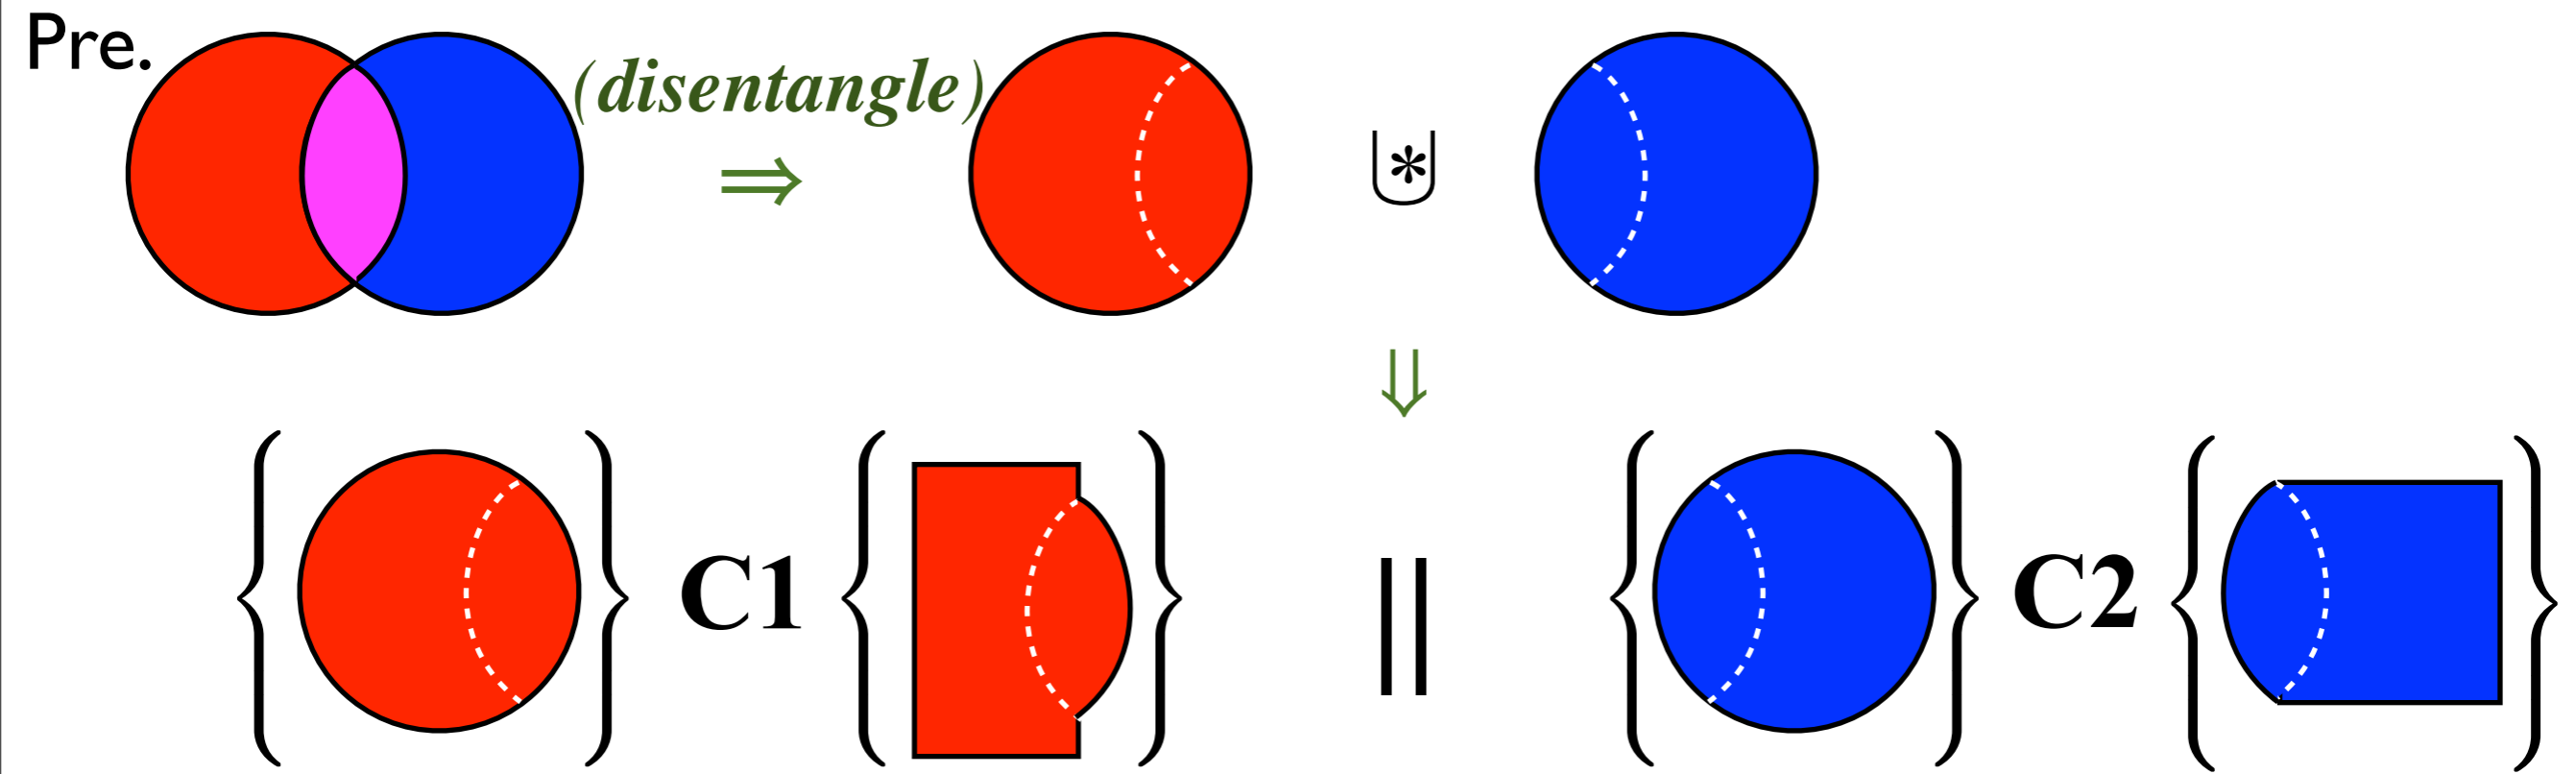 Pre.
(disentangle)
⇒
⊎*
⇓
{ } C1 { } || { } C2 { }